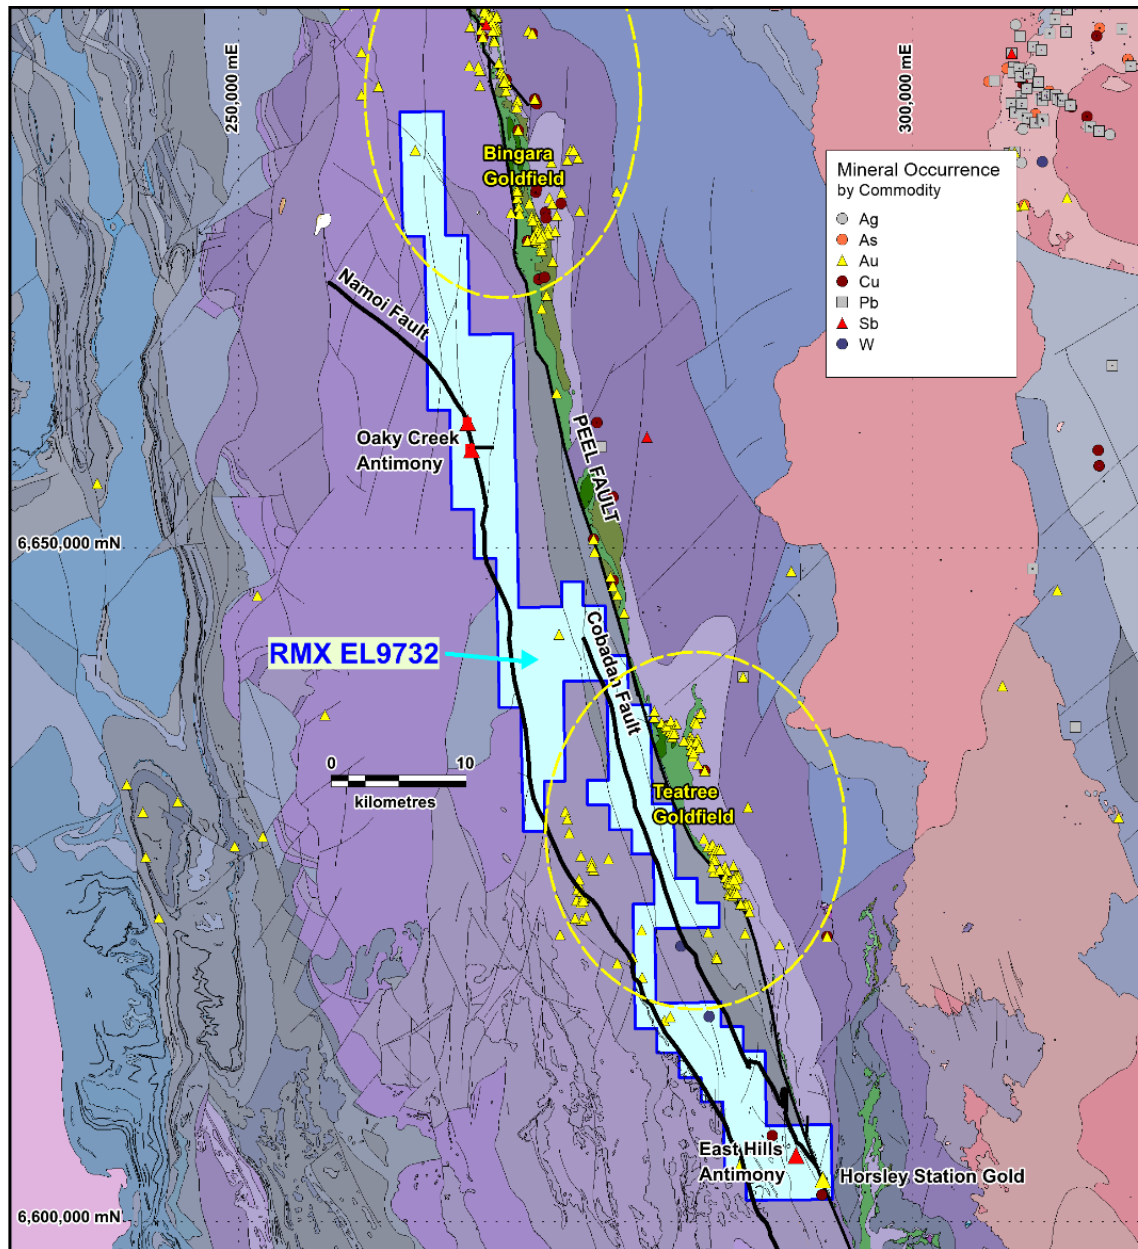 250,000 mE
300,000 mE
Bingara
Goldfield
Mineral Occurrence
by Commodity
Ag
As
Au
Cu
Pb
Sb
W
Namoi Fault
Oaky Creek
Antimony
PEEL FAULT
6,650,000 mN
RMX EL9732
Cobadah Fault
0 10
kilometres
Teatree
Goldfield
East Hills
Antimony
Horsley Station Gold
6,600,000 mN